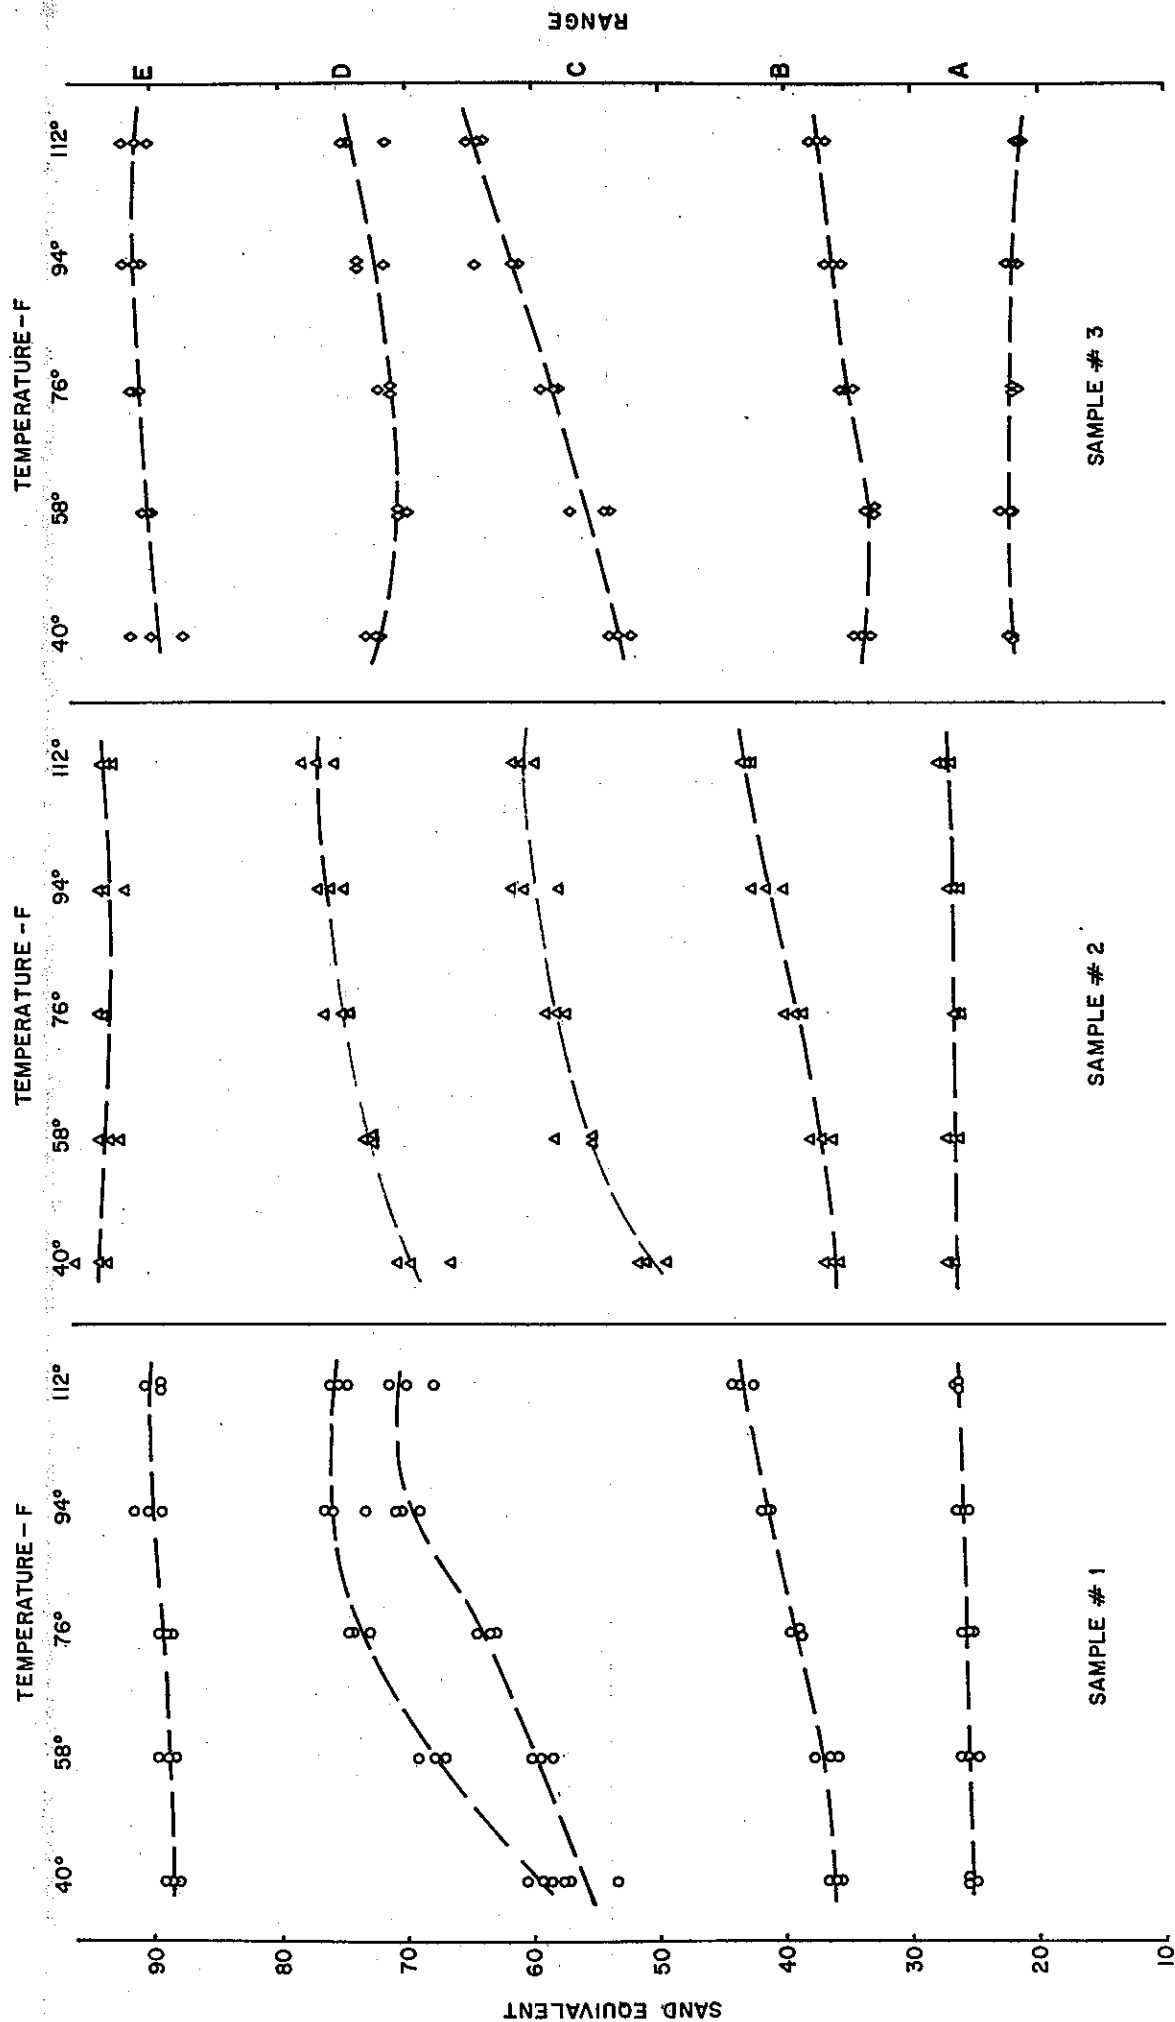 TEMPERATURE-F
TEMPERATURE-F
TEMPERATURE-F
40° 58° 76° 94° 112°
40° 58° 76° 94° 112°
40° 58° 76° 94° 112°
SAND EQUIVALENT
90
80
70
60
50
40
30
20
10
RANGE
E
D
C
B
A
SAMPLE # 1
SAMPLE # 2
SAMPLE # 3